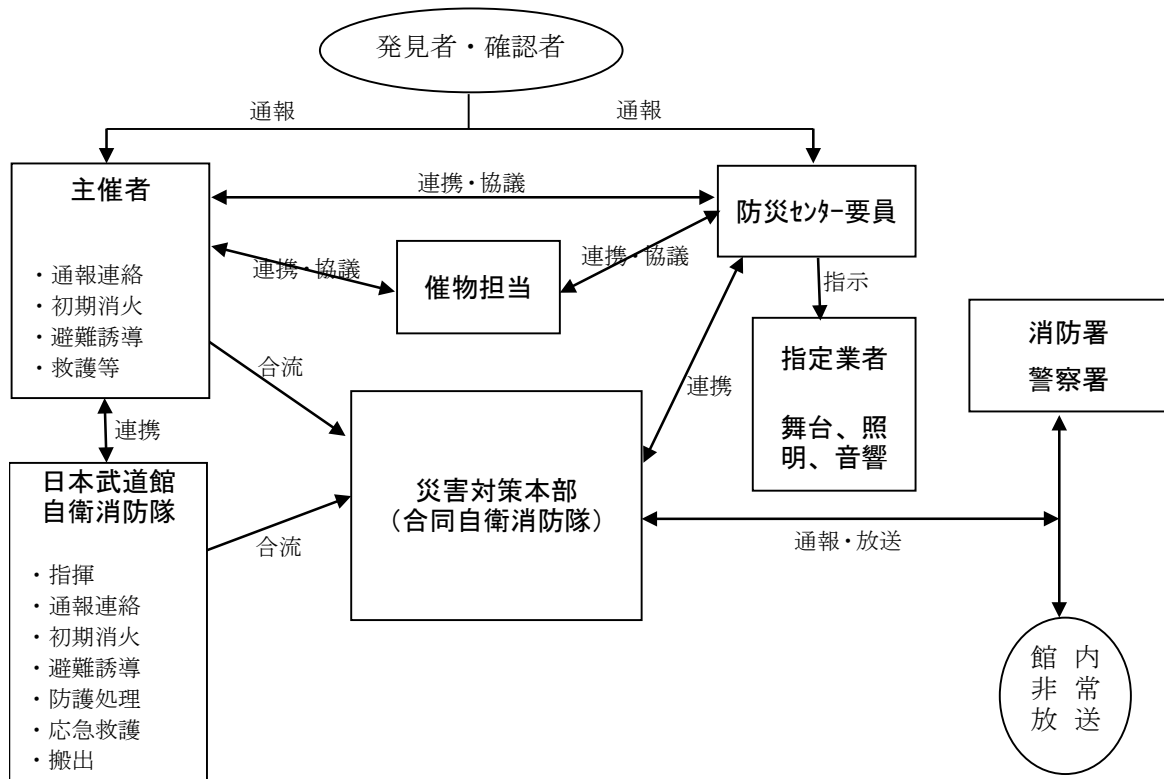 発見者・確認者
通報
通報
主催者
・通報連絡
・初期消火
・避難誘導
・救護等
連携・協議
防災ｾﾝﾀｰ要員
連携・協議
催物担当
連携・協議
指示
指定業者
舞台、照
明、音響
消防署
警察署
合流
連携
連携
日本武道館
自衛消防隊
・指揮
・通報連絡
・初期消火
・避難誘導
・防護処理
・応急救護
・搬出
合流
災害対策本部
（合同自衛消防隊）
通報・放送
館内
非常
放送